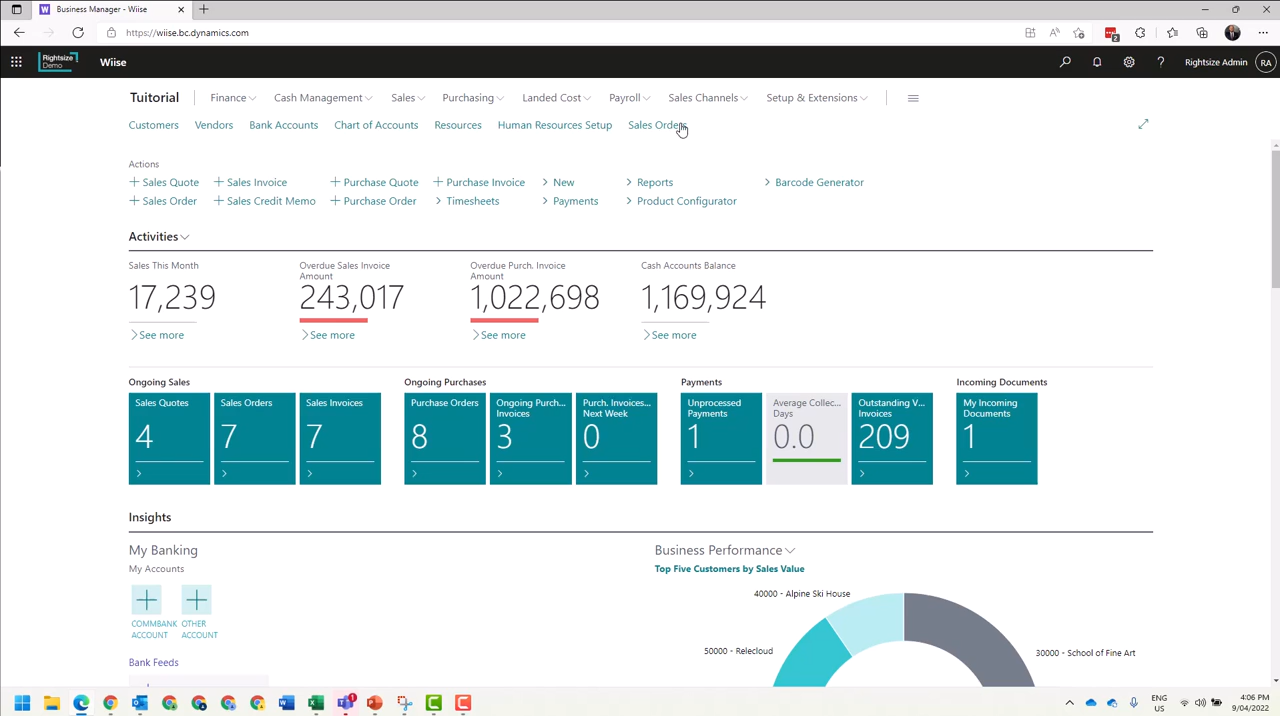 Business Manager - Wiise
https://wiise.bc.dynamics.com
2
Rightsize
Demo
Wiise
Rightsize Admin
RA
Tuitorial
Finance
Cash Management
Sales
Purchasing
Landed Cost
Payroll
Sales Channels
Setup & Extensions
Customers
Vendors
Bank Accounts
Chart of Accounts
Resources
Human Resources Setup
Sales Orders
Actions
Sales Quote
Sales Invoice
Purchase Quote
Purchase Invoice
New
Reports
Barcode Generator
Sales Order
Sales Credit Memo
Purchase Order
Timesheets
Payments
Product Configurator
Activities
Sales This Month
17,239
See more
Overdue Sales Invoice
Amount
243,017
See more
Overdue Purch. Invoice
Amount
1,022,698
See more
Cash Accounts Balance
1,169,924
See more
Ongoing Sales
Sales Quotes
4
Sales Orders
7
Sales Invoices
7
Ongoing Purchases
Purchase Orders
8
Ongoing Purch...
Invoices
3
Purch. Invoices...
Next Week
0
Payments
Unprocessed
Payments
1
Average Collec...
Days
0.0
Outstanding V...
Invoices
209
Incoming Documents
My Incoming
Documents
1
Insights
My Banking
My Accounts
COMMBANK
ACCOUNT
OTHER
ACCOUNT
Bank Feeds
Business Performance
Top Five Customers by Sales Value
40000 - Alpine Ski House
50000 - Relecloud
30000 - School of Fine Art
1
ENG
US
4:06 PM
9/04/2022